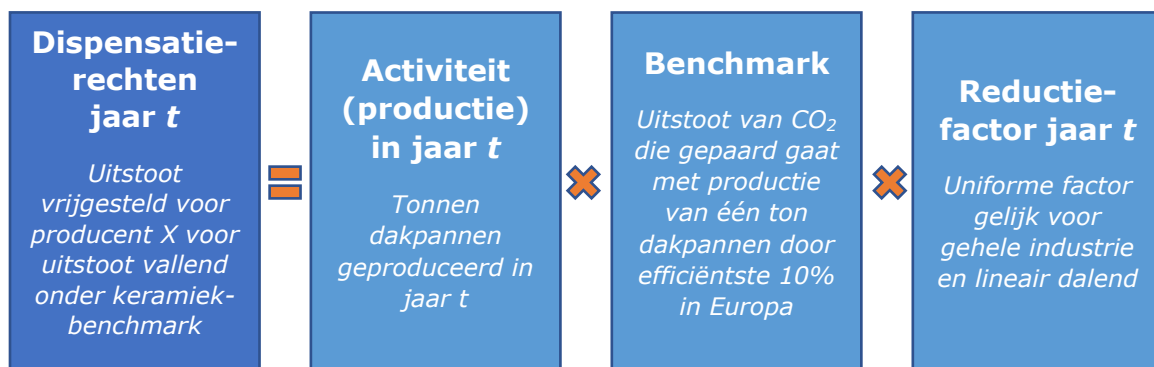 Dispensatie-
rechten
jaar t
Uitstoot
vrijgesteld voor
producent X voor
uitstoot vallend
onder keramiek-
benchmark
Activiteit
(productie)
in jaar t
Tonnen
dakpannen
geproduceerd in
jaar t
Benchmark
Uitstoot van CO₂
die gepaard gaat
met productie
van één ton
dakpannen door
efficiëntste 10%
in Europa
Reductie-
factor jaar t
Uniforme factor
gelijk voor
gehele industrie
en lineair dalend